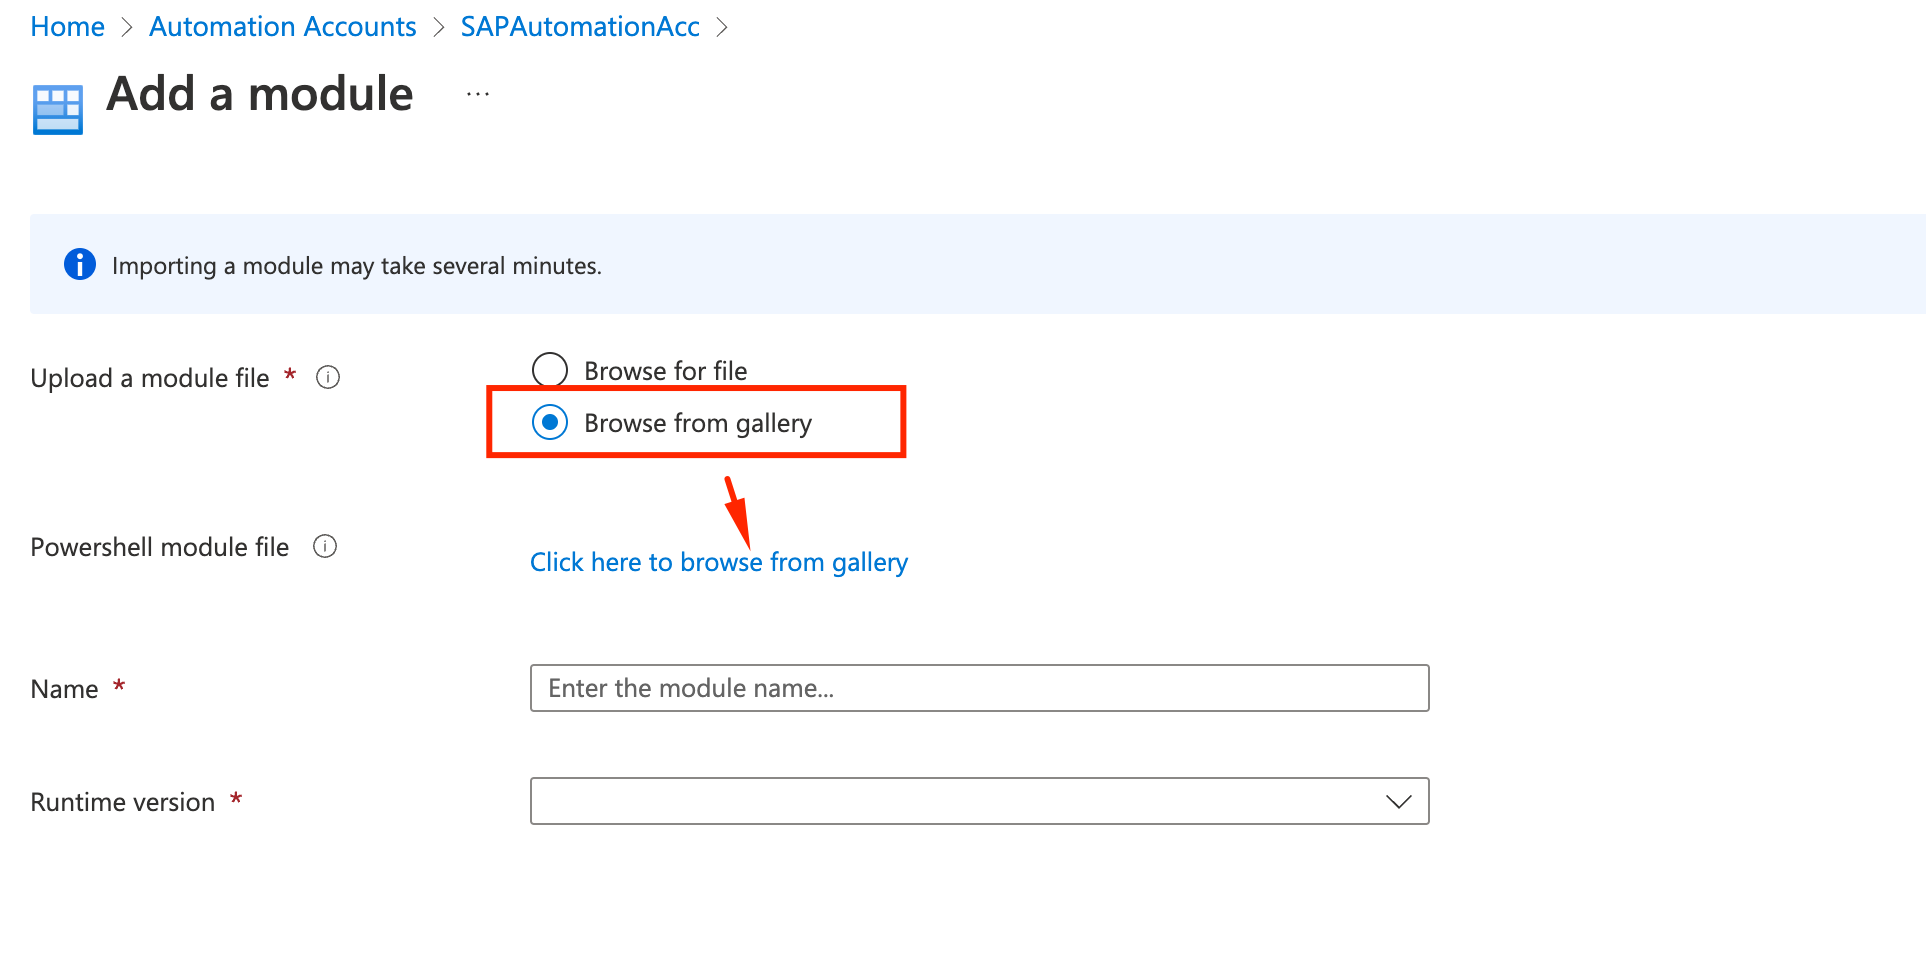 Home > Automation Accounts > SAPAutomationAcc >
Add a module ...
Importing a module may take several minutes.
Upload a module file *
Browse for file
Browse from gallery
Powershell module file
Click here to browse from gallery
Name *
Enter the module name...
Runtime version *